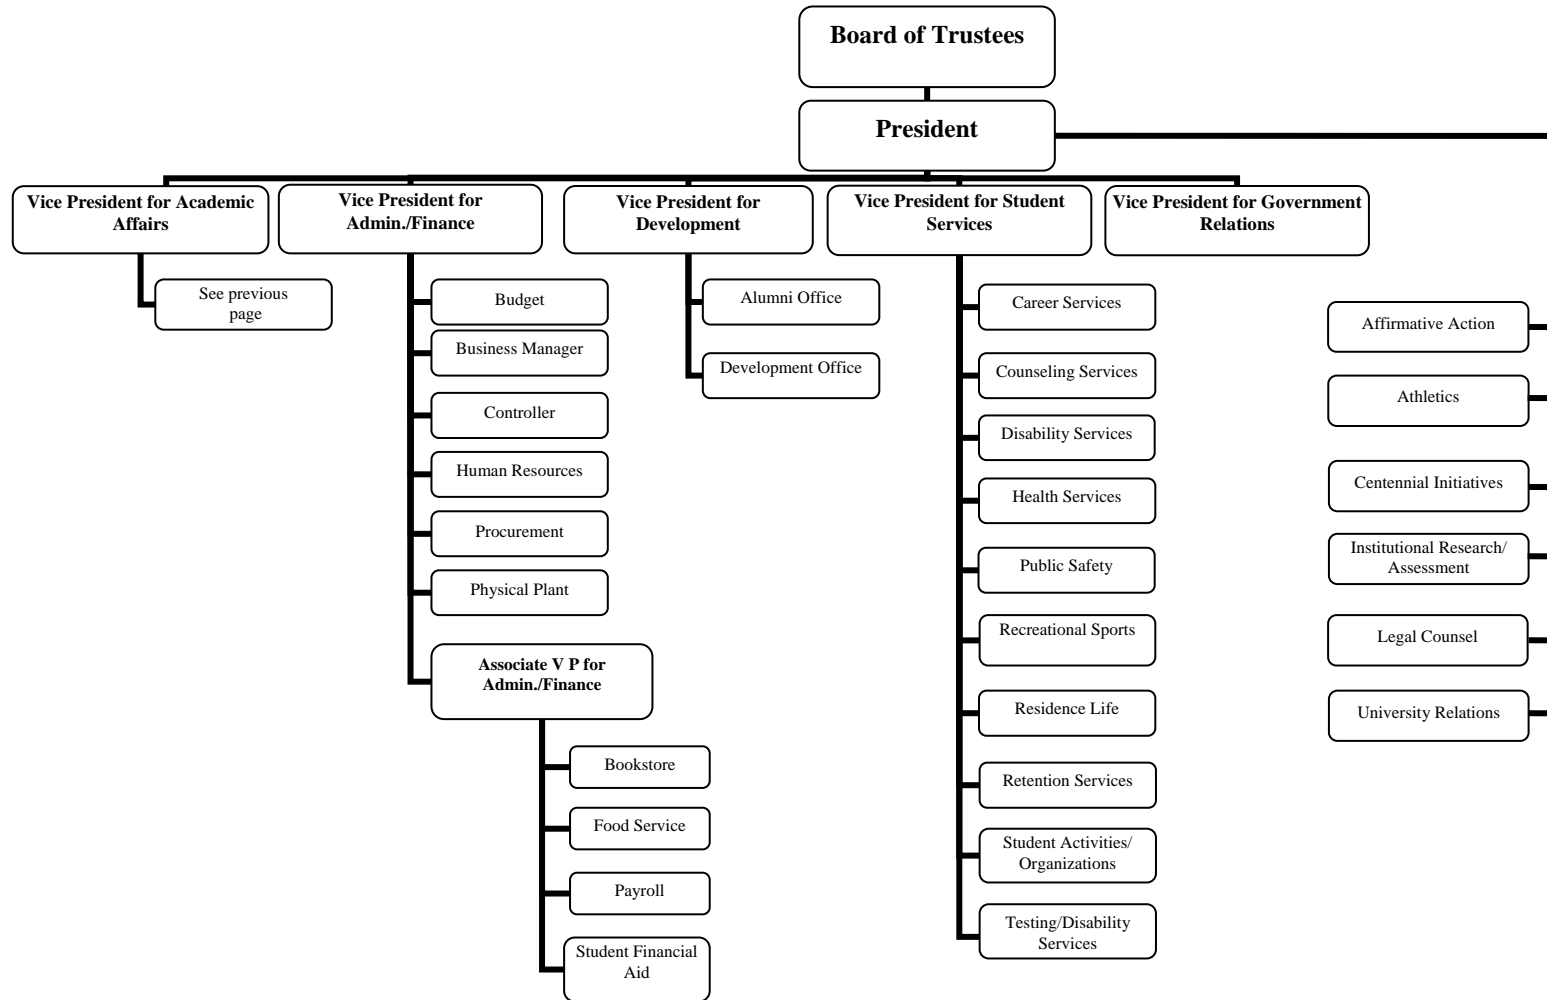 Board of Trustees
President
Vice President for Academic
Affairs
Vice President for
Admin./Finance
Vice President for
Development
Vice President for Student
Services
Vice President for Government
Relations
See previous
page
Budget
Business Manager
Controller
Human Resources
Procurement
Physical Plant
Associate V P for
Admin./Finance
Bookstore
Food Service
Payroll
Student Financial
Aid
Alumni Office
Development Office
Career Services
Counseling Services
Disability Services
Health Services
Public Safety
Recreational Sports
Residence Life
Retention Services
Student Activities/
Organizations
Testing/Disability
Services
Affirmative Action
Athletics
Centennial Initiatives
Institutional Research/
Assessment
Legal Counsel
University Relations